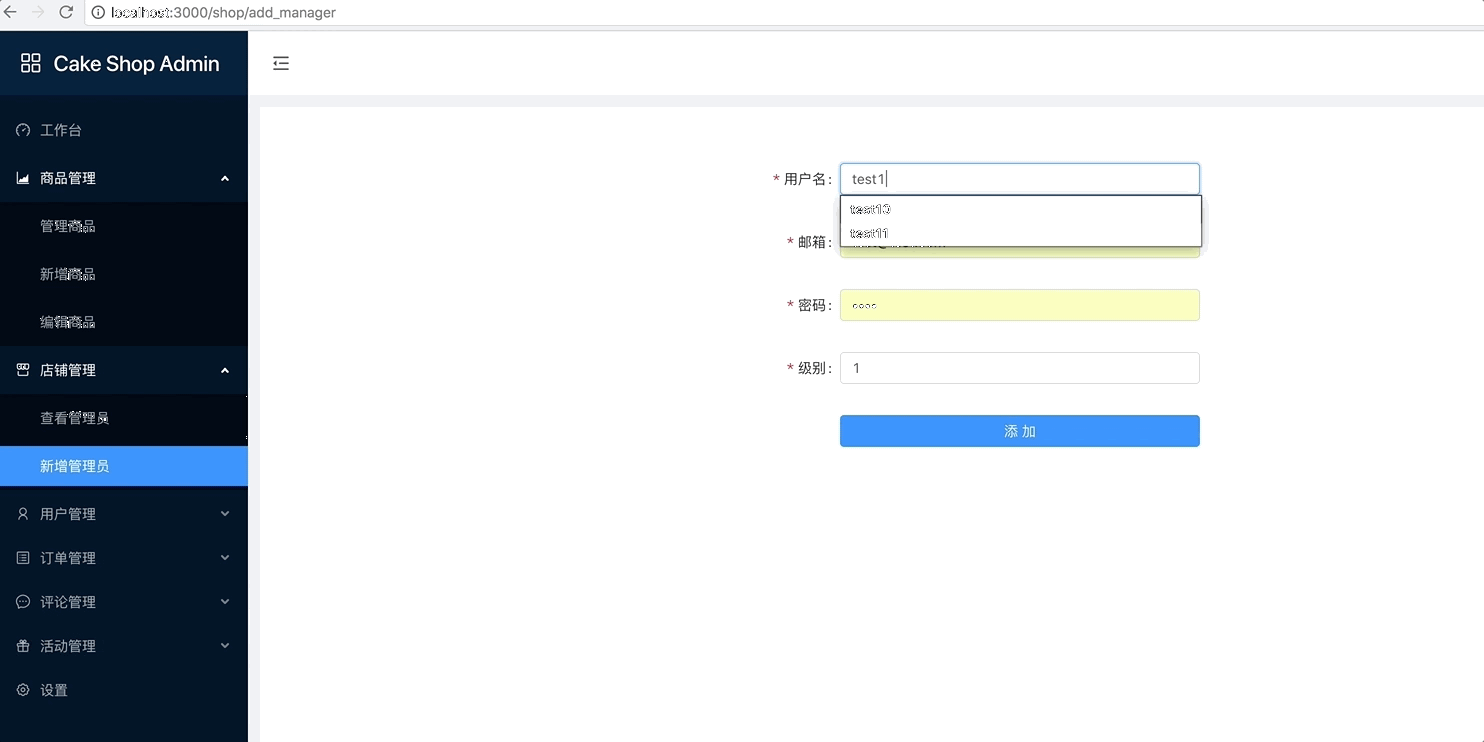 localhost:3000/shop/add_manager
Cake Shop Admin
工作台
商品管理
管理商品
新增商品
编辑商品
店铺管理
查看管理员
新增管理员
用户管理
订单管理
评论管理
活动管理
设置
* 用户名: test1
test10
test11
* 邮箱:
* 密码: ••••
* 级别: 1
添 加